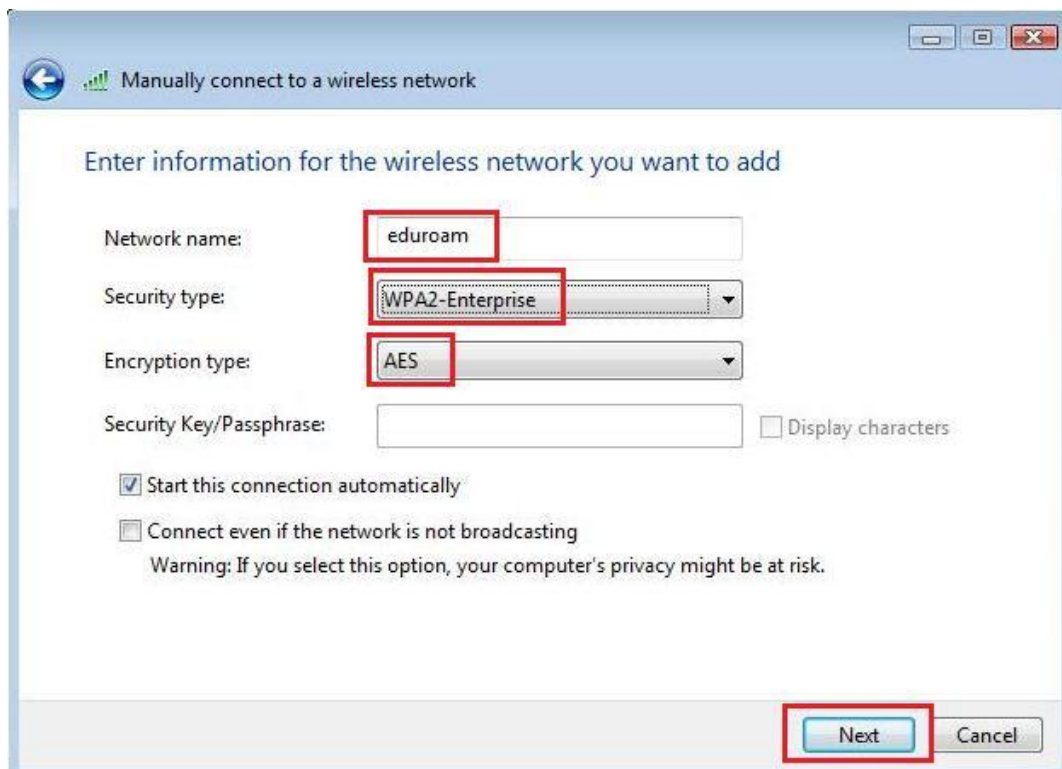 Manually connect to a wireless network
Enter information for the wireless network you want to add
Network name: eduroam
Security type: WPA2-Enterprise
Encryption type: AES
Security Key/Passphrase: Display characters
Start this connection automatically
Connect even if the network is not broadcasting
Warning: If you select this option, your computer's privacy might be at risk.
Next Cancel